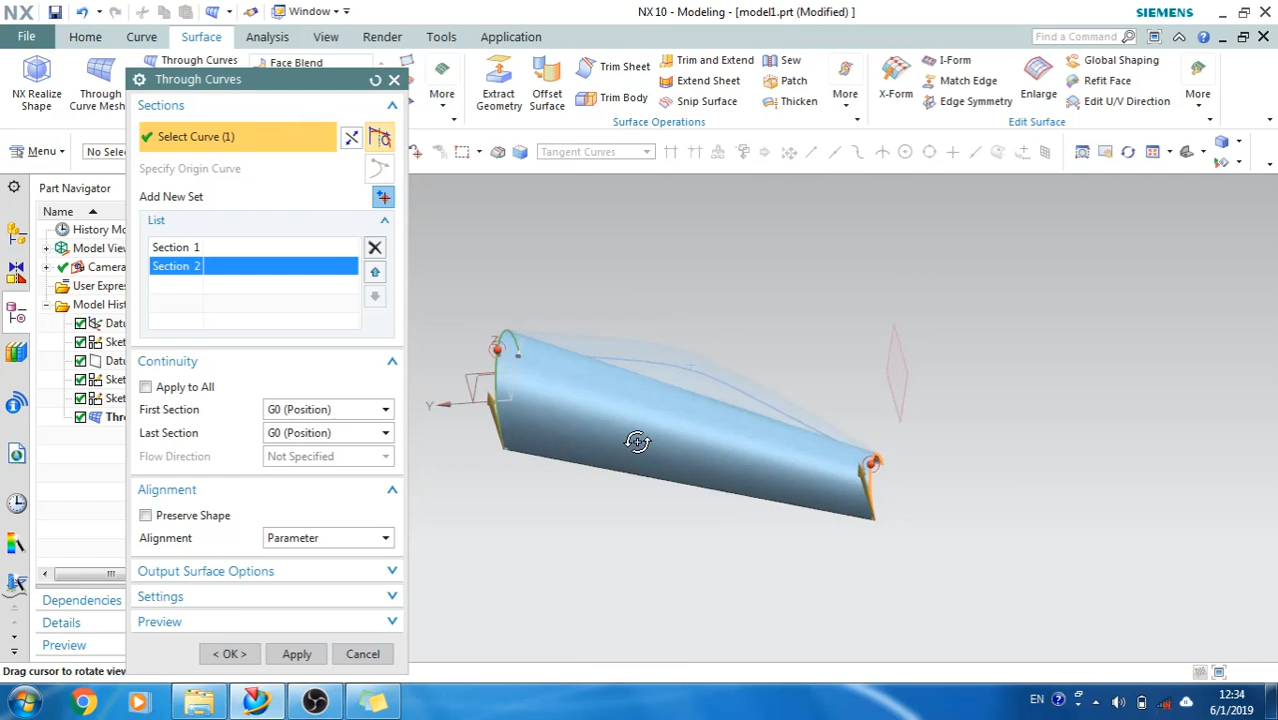 NX
Window
NX 10 - Modeling - [model1.prt (Modified) ]
SIEMENS
File
Home
Curve
Surface
Analysis
View
Render
Tools
Application
Find a Command
NX Realize
Shape
Through
Curve Mesh
Through Curves
Face Blend
More
Extract
Geometry
Offset
Surface
Trim Sheet
Trim Body
Trim and Extend
Extend Sheet
Snip Surface
Sew
Patch
Thicken
More
Surface Operations
X-Form
I-Form
Match Edge
Edge Symmetry
Enlarge
Global Shaping
Refit Face
Edit U/V Direction
More
Edit Surface
Menu
No Selec
Tangent Curves
Part Navigator
Name
History Mo
Model View
Camera
User Expre
Model Hist
Datu
Sket
Datu
Sket
Sket
Thro
Dependencies
Details
Preview
Through Curves
Sections
Select Curve (1)
Specify Origin Curve
Add New Set
List
Section 1
Section 2
Continuity
Apply to All
First Section
G0 (Position)
Last Section
G0 (Position)
Flow Direction
Not Specified
Alignment
Preserve Shape
Alignment
Parameter
Output Surface Options
Settings
Preview
< OK >
Apply
Cancel
Z
Y
Drag cursor to rotate view
EN
12:34
6/1/2019